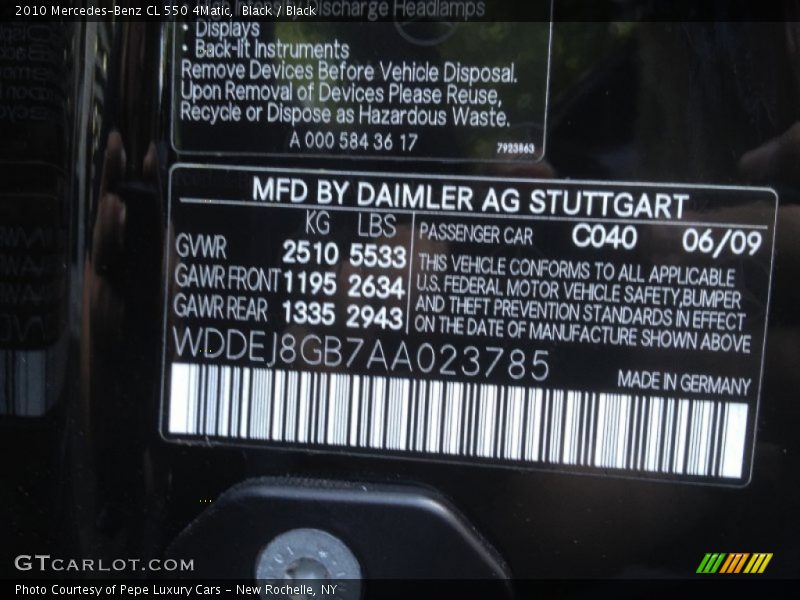 2010 Mercedes-Benz CL 550 4Matic, Black / Black
Discharge Headlamps
• Displays
• Back-lit Instruments
Remove Devices Before Vehicle Disposal.
Upon Removal of Devices Please Reuse,
Recycle or Dispose as Hazardous Waste.
A 000 584 36 17
7923863
MFD BY DAIMLER AG STUTTGART
KG LBS
PASSENGER CAR C040 06/09
GVWR 2510 5533
GAWR FRONT 1195 2634
GAWR REAR 1335 2943
THIS VEHICLE CONFORMS TO ALL APPLICABLE
U.S. FEDERAL MOTOR VEHICLE SAFETY,BUMPER
AND THEFT PREVENTION STANDARDS IN EFFECT
ON THE DATE OF MANUFACTURE SHOWN ABOVE
WDDEJ8GB7AA023785
MADE IN GERMANY
GTCARLOT.COM
Photo Courtesy of Pepe Luxury Cars - New Rochelle, NY